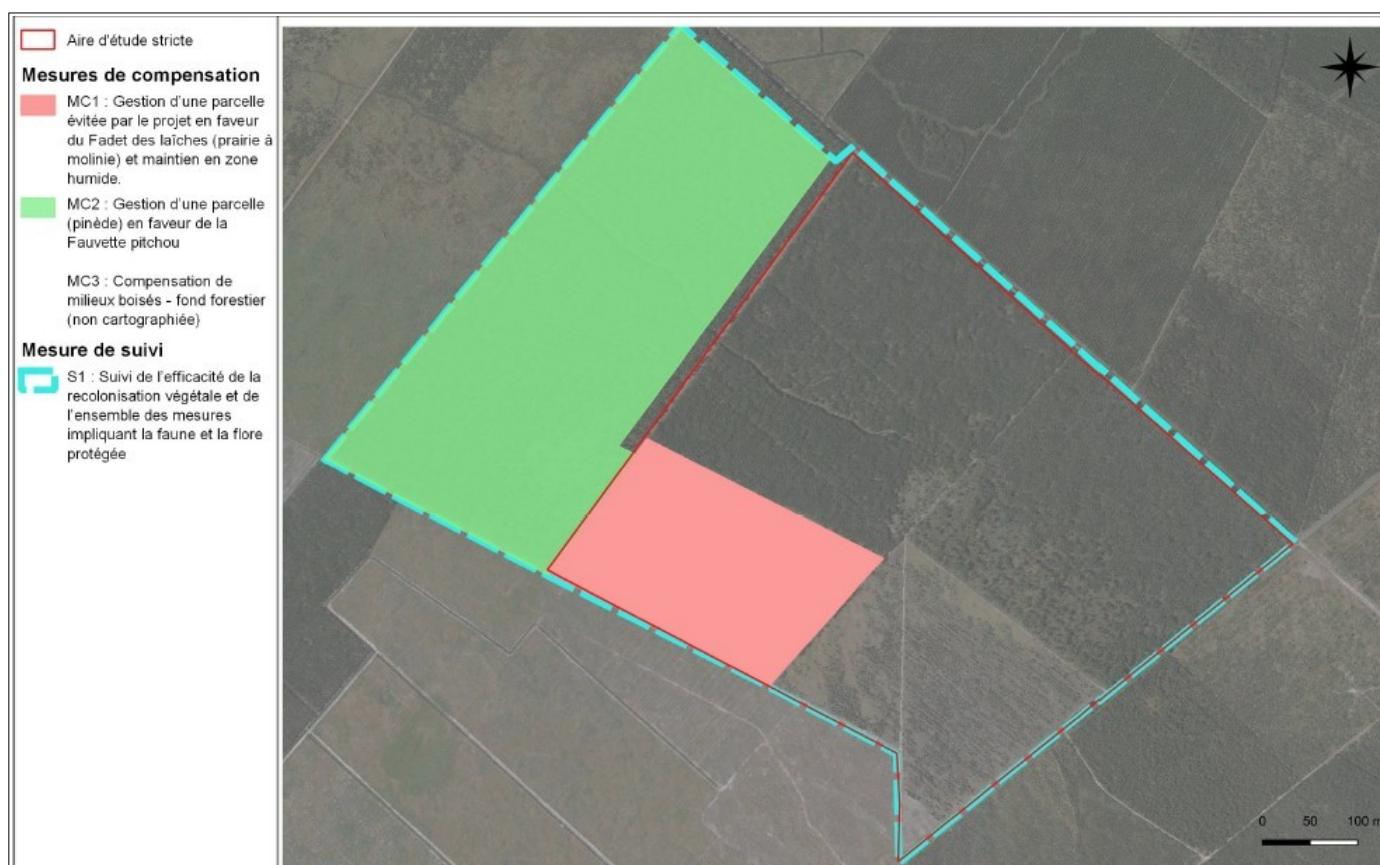 Aire d'étude stricte
Mesures de compensation
MC1 : Gestion d'une parcelle
évitée par le projet en faveur
du Fadet des laîches (prairie à
molinie) et maintien en zone
humide.
MC2 : Gestion d'une parcelle
(pinède) en faveur de la
Fauvette pitchou
MC3 : Compensation de
milieux boisés - fond forestier
(non cartographiée)
Mesure de suivi
S1 : Suivi de l'efficacité de la
recolonisation végétale et de
l'ensemble des mesures
impliquant la faune et la flore
protégée
0 50 100 m